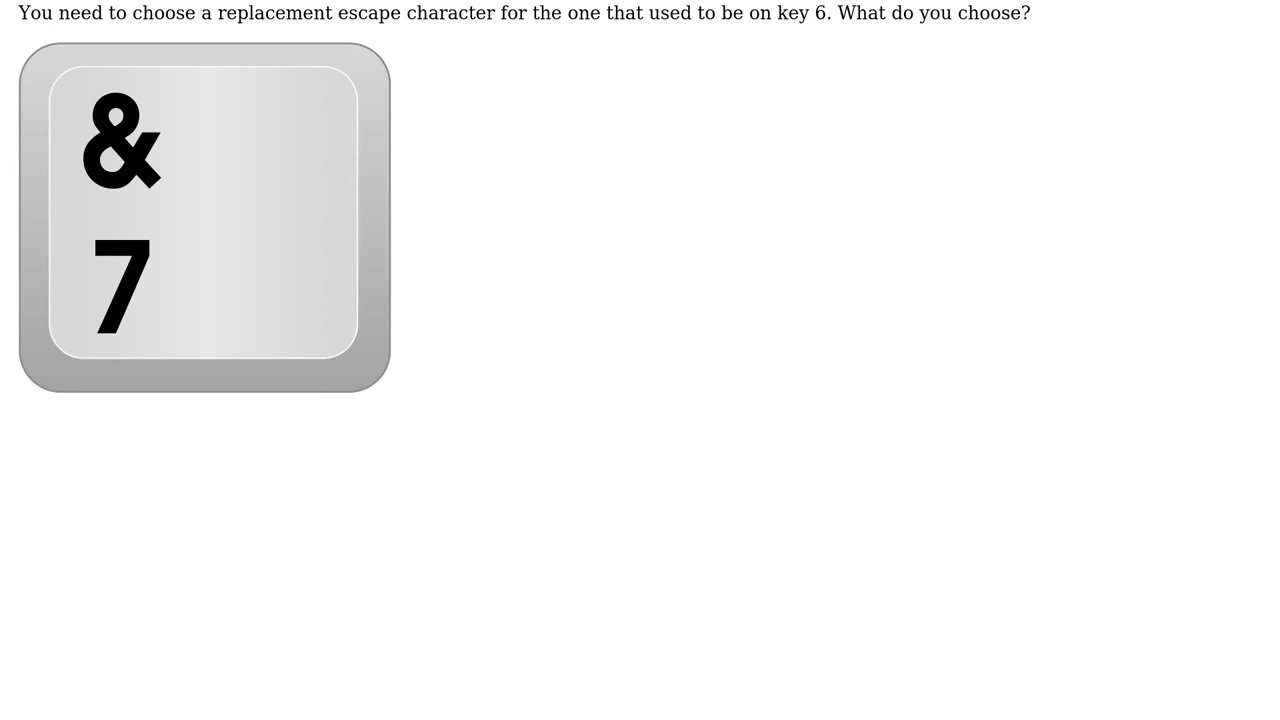 You need to choose a replacement escape character for the one that used to be on key 6. What do you choose?
&
7